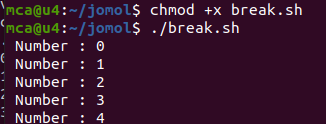 mca@u4:~/jomol$ chmod +x break.sh
mca@u4:~/jomol$ ./break.sh
Number : 0
Number : 1
Number : 2
Number : 3
Number : 4